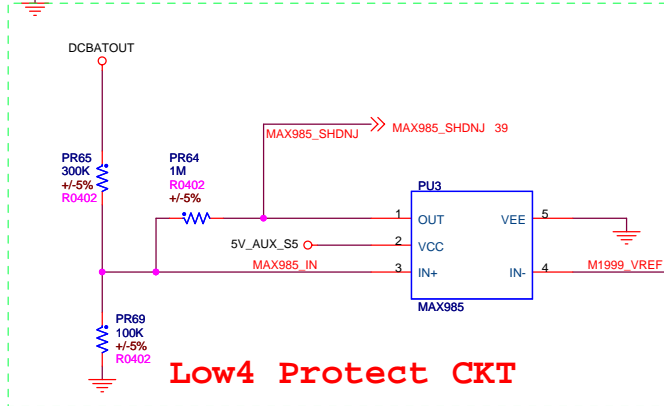 DCBATOUT
MAX985_SHDNJ
MAX985_SHDNJ 39
PR65
300K
+/-5%
R0402
PR64
1M
R0402
+/-5%
PU3
1
OUT
VEE
5
5V_AUX_S5
2
VCC
MAX985_IN
3
IN+
IN-
4
M1999_VREF
MAX985
PR69
100K
+/-5%
R0402
Low4 Protect CKT